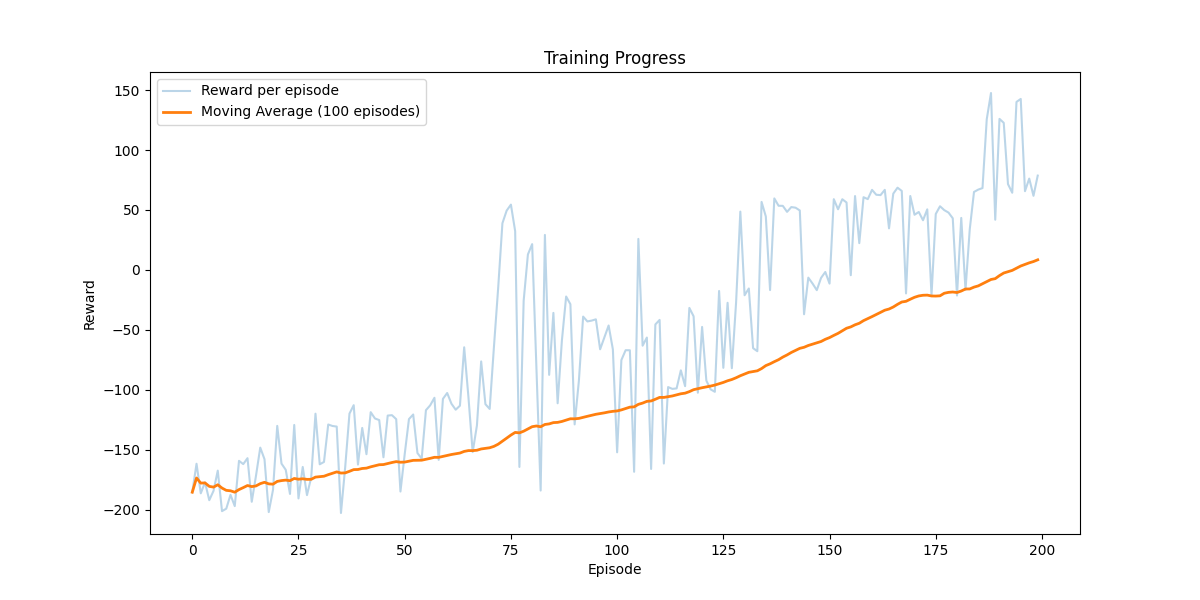 Training Progress
Reward per episode
Moving Average (100 episodes)
150
100
50
0
−50
−100
−150
−200
Reward
0 25 50 75 100 125 150 175 200
Episode